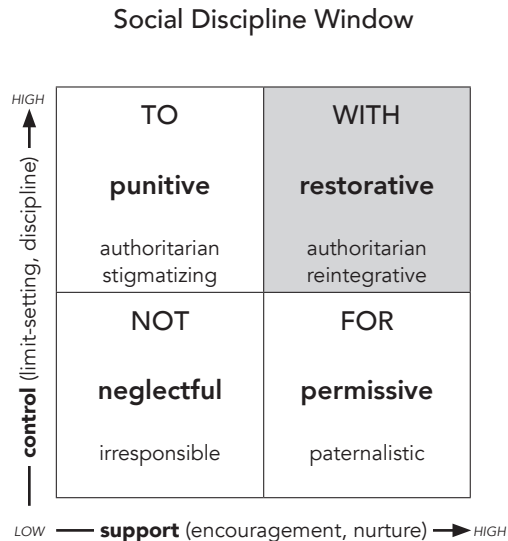 Social Discipline Window
HIGH
TO
WITH
punitive
restorative
authoritarian
stigmatizing
authoritarian
reintegrative
control (limit-setting, discipline)
NOT
FOR
neglectful
permissive
irresponsible
paternalistic
LOW
support (encouragement, nurture)
HIGH